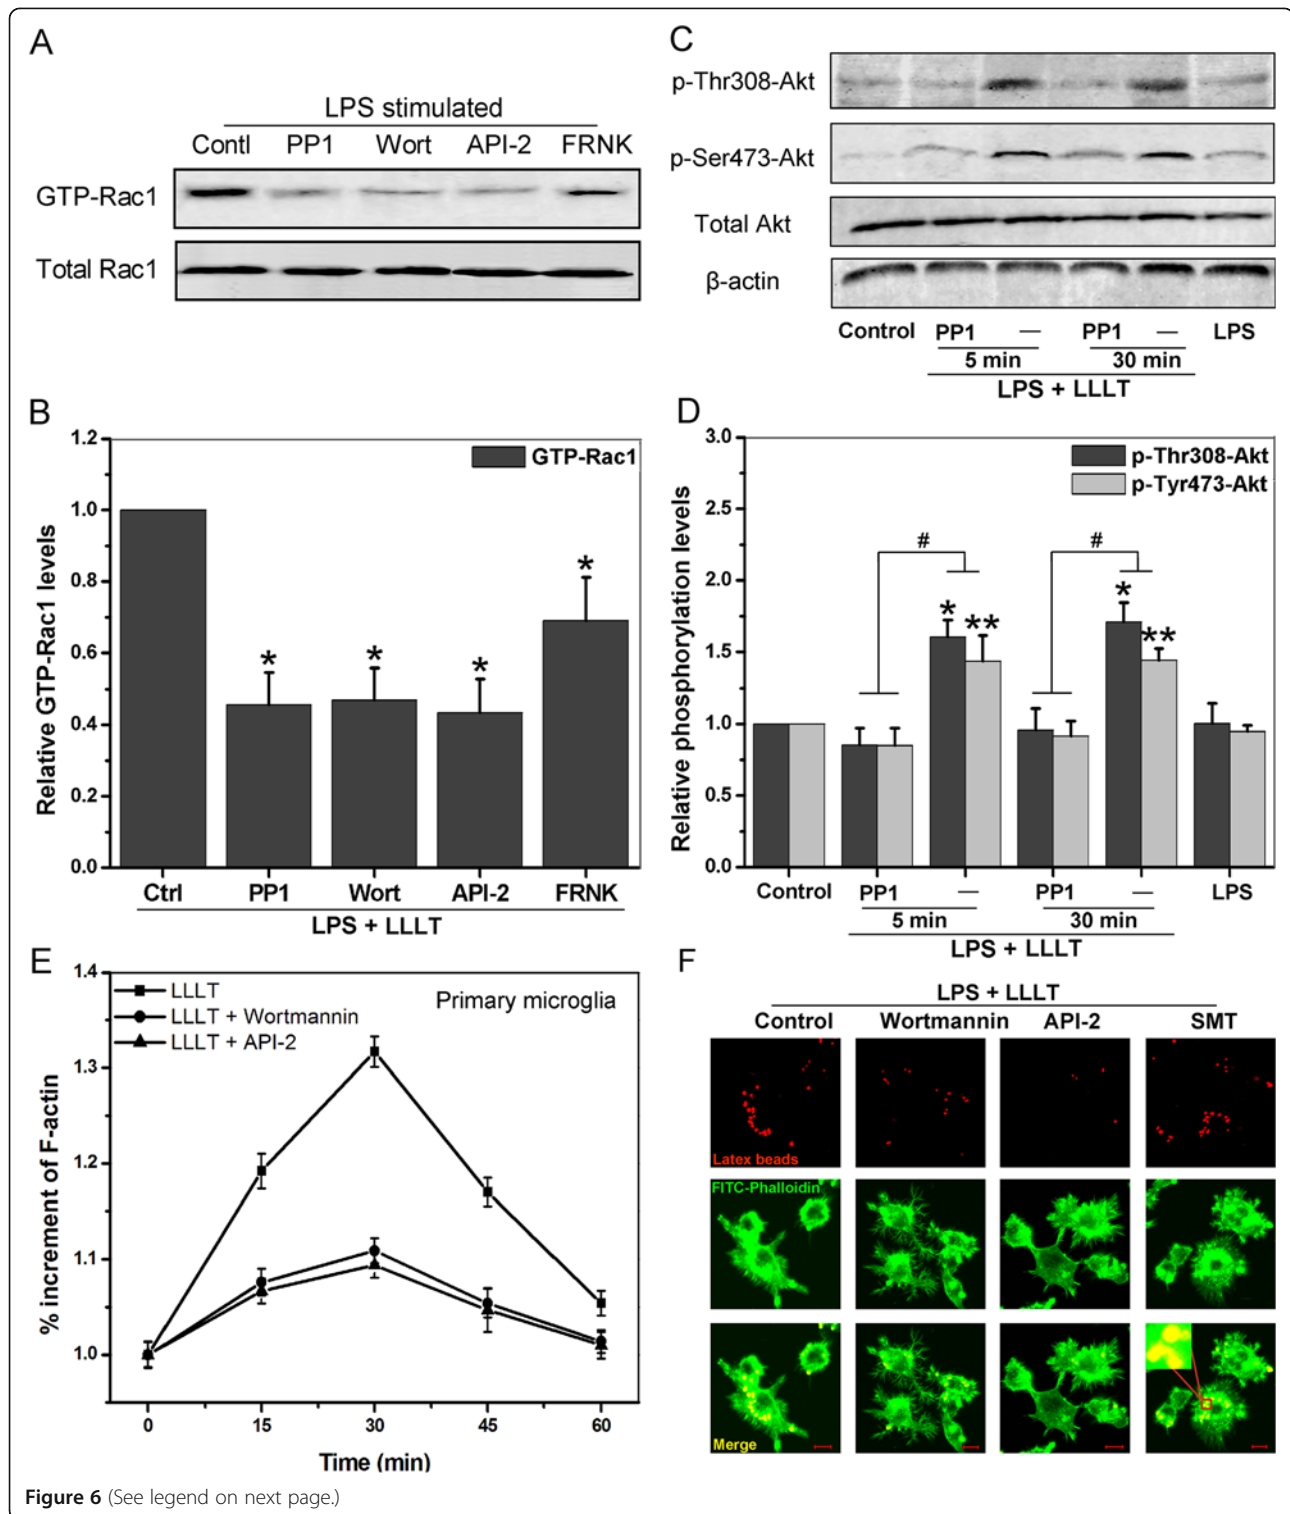 A
LPS stimulated
Contl PP1 Wort API-2 FRNK
GTP-Rac1
Total Rac1
C
p-Thr308-Akt
p-Ser473-Akt
Total Akt
β-actin
Control PP1 — PP1 — LPS
5 min 30 min
LPS + LLLT
B
Relative GTP-Rac1 levels
1.2
1.0
0.8
0.6
0.4
0.2
0.0
GTP-Rac1
* * * *
Ctrl PP1 Wort API-2 FRNK
LPS + LLLT
D
Relative phosphorylation levels
3.0
2.5
2.0
1.5
1.0
0.5
0.0
p-Thr308-Akt
p-Tyr473-Akt
# #
* ** * **
Control PP1 — PP1 — LPS
5 min 30 min
LPS + LLLT
E
% increment of F-actin
1.4
1.3
1.2
1.1
1.0
LLLT
LLLT + Wortmannin
LLLT + API-2
Primary microglia
0 15 30 45 60
Time (min)
F
LPS + LLLT
Control Wortmannin API-2 SMT
Latex beads
FITC-Phalloidin
Merge
Figure 6 (See legend on next page.)